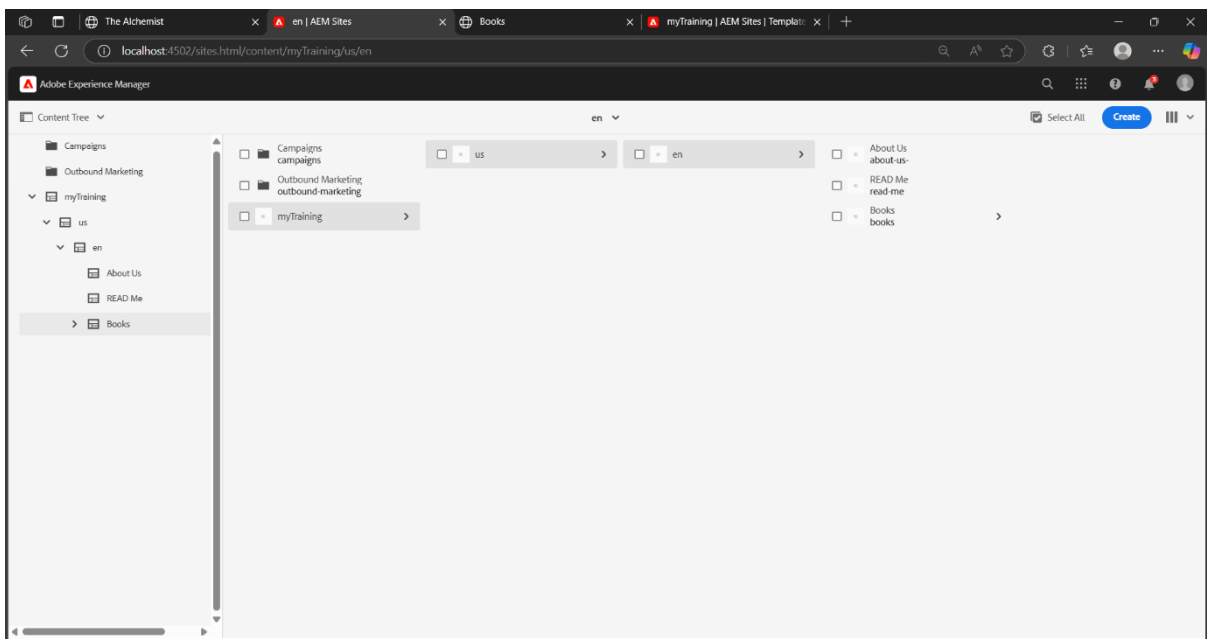 The Alchemist
en | AEM Sites
Books
myTraining | AEM Sites | Template
localhost:4502/sites.html/content/myTraining/us/en
Adobe Experience Manager
3
Content Tree
en
Select All
Create
Campaigns
Outbound Marketing
myTraining
us
en
About Us
READ Me
Books
Campaigns
campaigns
Outbound Marketing
outbound-marketing
myTraining
us
en
About Us
about-us-
READ Me
read-me
Books
books